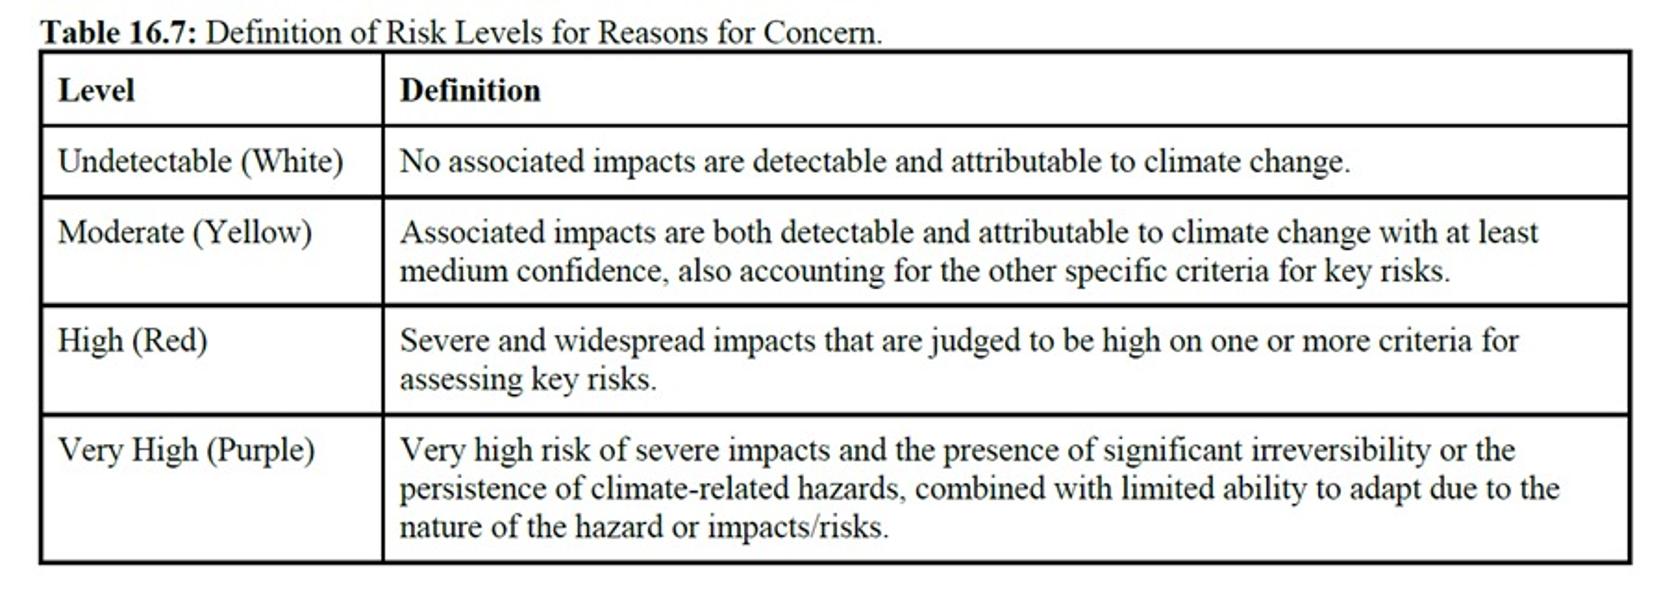 Table 16.7: Definition of Risk Levels for Reasons for Concern.
Level
Definition
Undetectable (White)
No associated impacts are detectable and attributable to climate change.
Moderate (Yellow)
Associated impacts are both detectable and attributable to climate change with at least
medium confidence, also accounting for the other specific criteria for key risks.
High (Red)
Severe and widespread impacts that are judged to be high on one or more criteria for
assessing key risks.
Very High (Purple)
Very high risk of severe impacts and the presence of significant irreversibility or the
persistence of climate-related hazards, combined with limited ability to adapt due to the
nature of the hazard or impacts/risks.